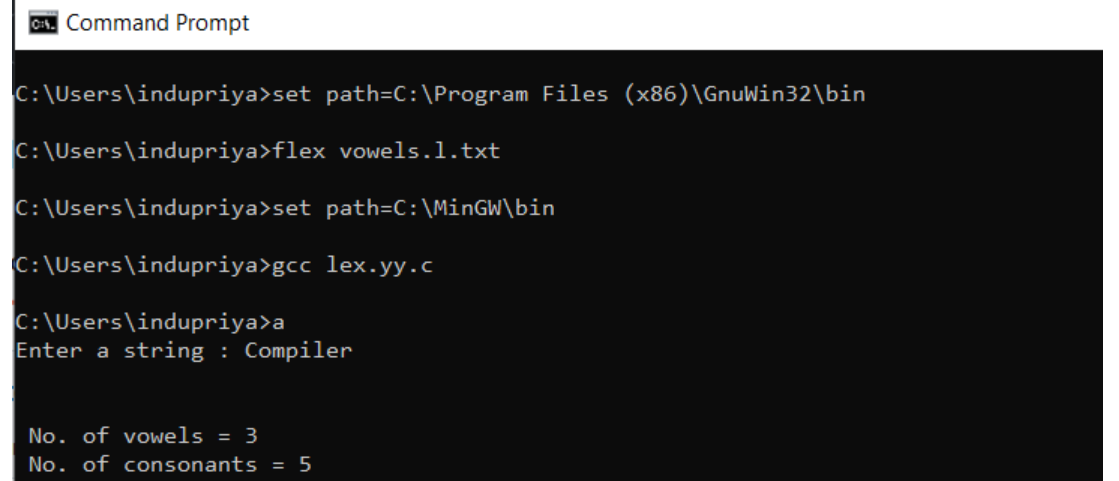 Command Prompt
C:\Users\indupriya>set path=C:\Program Files (x86)\GnuWin32\bin
C:\Users\indupriya>flex vowels.l.txt
C:\Users\indupriya>set path=C:\MinGW\bin
C:\Users\indupriya>gcc lex.yy.c
C:\Users\indupriya>a
Enter a string : Compiler
No. of vowels = 3
No. of consonants = 5